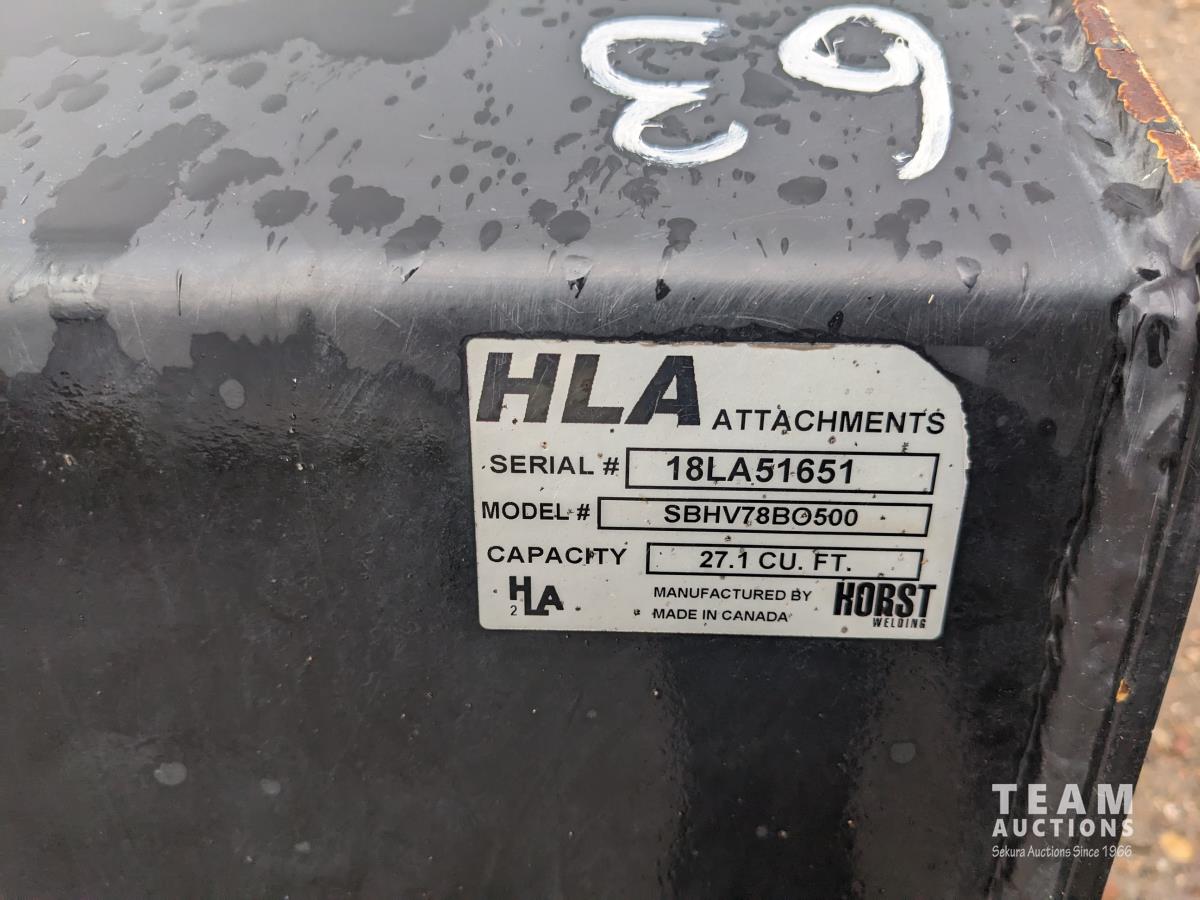 63
HLA ATTACHMENTS
SERIAL # 18LA51651
MODEL # SBHV78BO500
CAPACITY 27.1 CU. FT.
HLA
2
MANUFACTURED BY
MADE IN CANADA
HORST
WELDING
TEAM
AUCTIONS
Sekura Auctions Since 1966